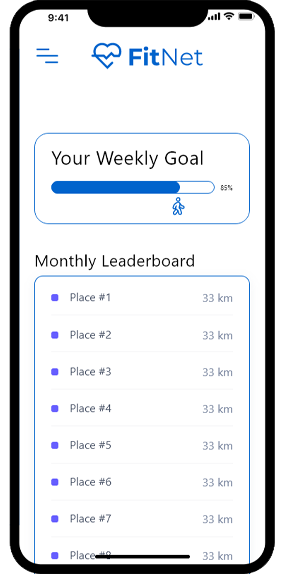 9:41
FitNet
Your Weekly Goal
85%
Monthly Leaderboard
Place #1 33 km
Place #2 33 km
Place #3 33 km
Place #4 33 km
Place #5 33 km
Place #6 33 km
Place #7 33 km
Place #8 33 km